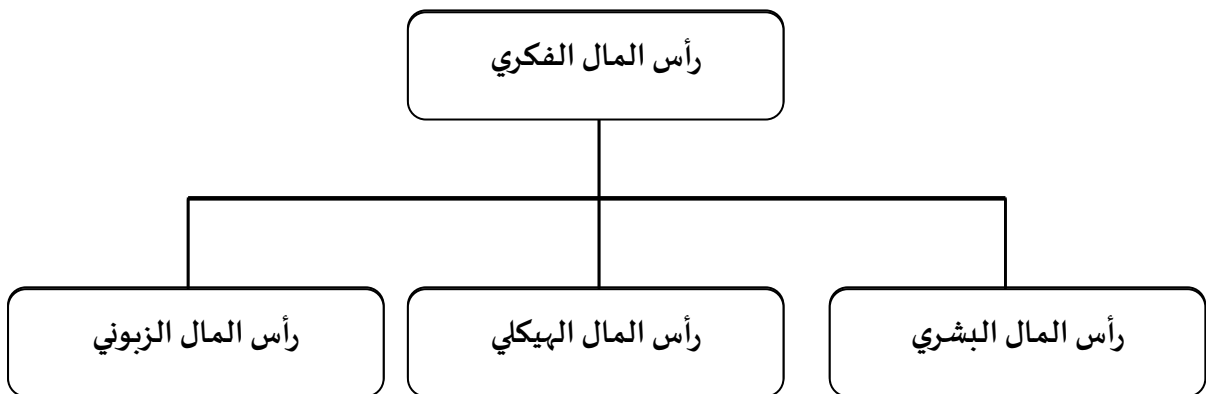 رأس المال الفكري
رأس المال البشري
رأس المال الهيكلي
رأس المال الزبوني